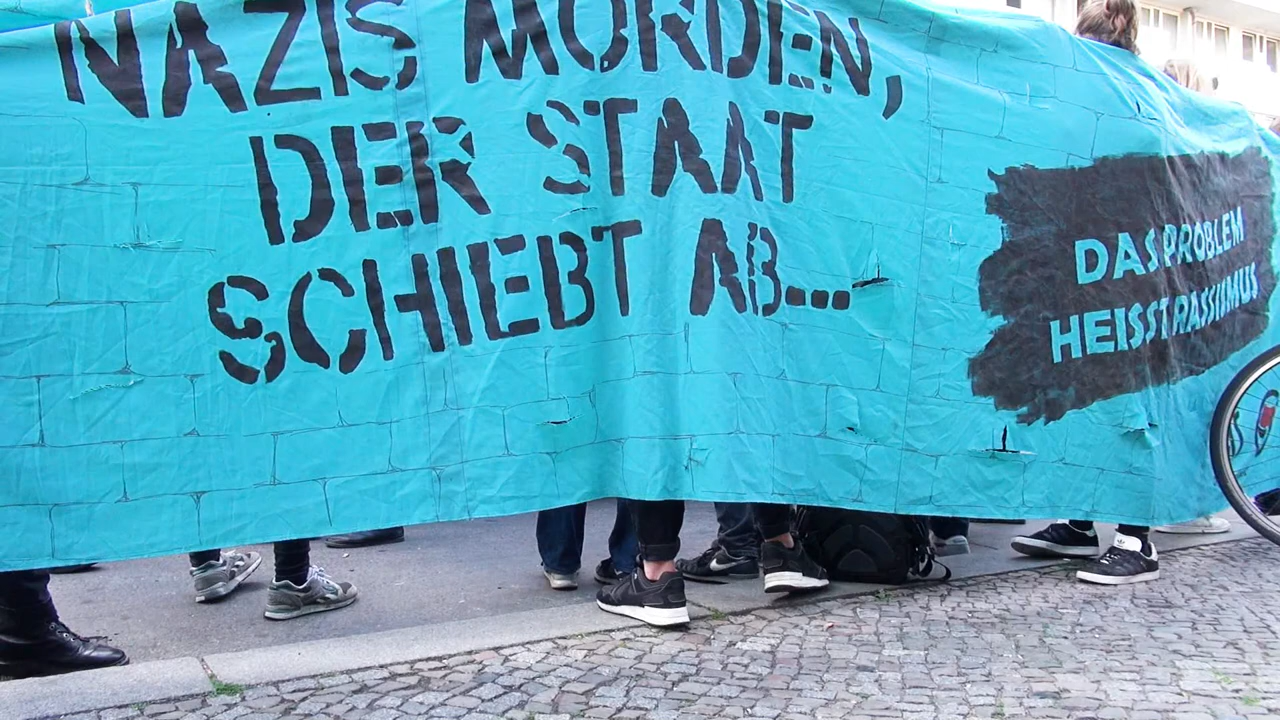 NAZIS MORDEN,
DER STAAT
SCHIEBT AB...
DAS PROBLEM
HEISST RASSISMUS